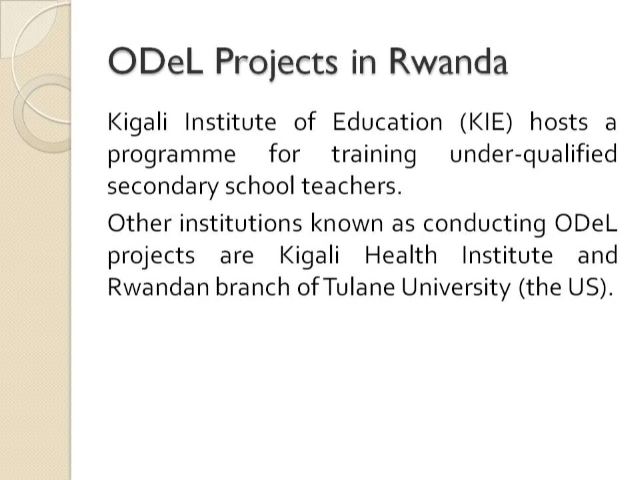 ODeL Projects in Rwanda
Kigali Institute of Education (KIE) hosts a
programme for training under-qualified
secondary school teachers.
Other institutions known as conducting ODeL
projects are Kigali Health Institute and
Rwandan branch of Tulane University (the US).